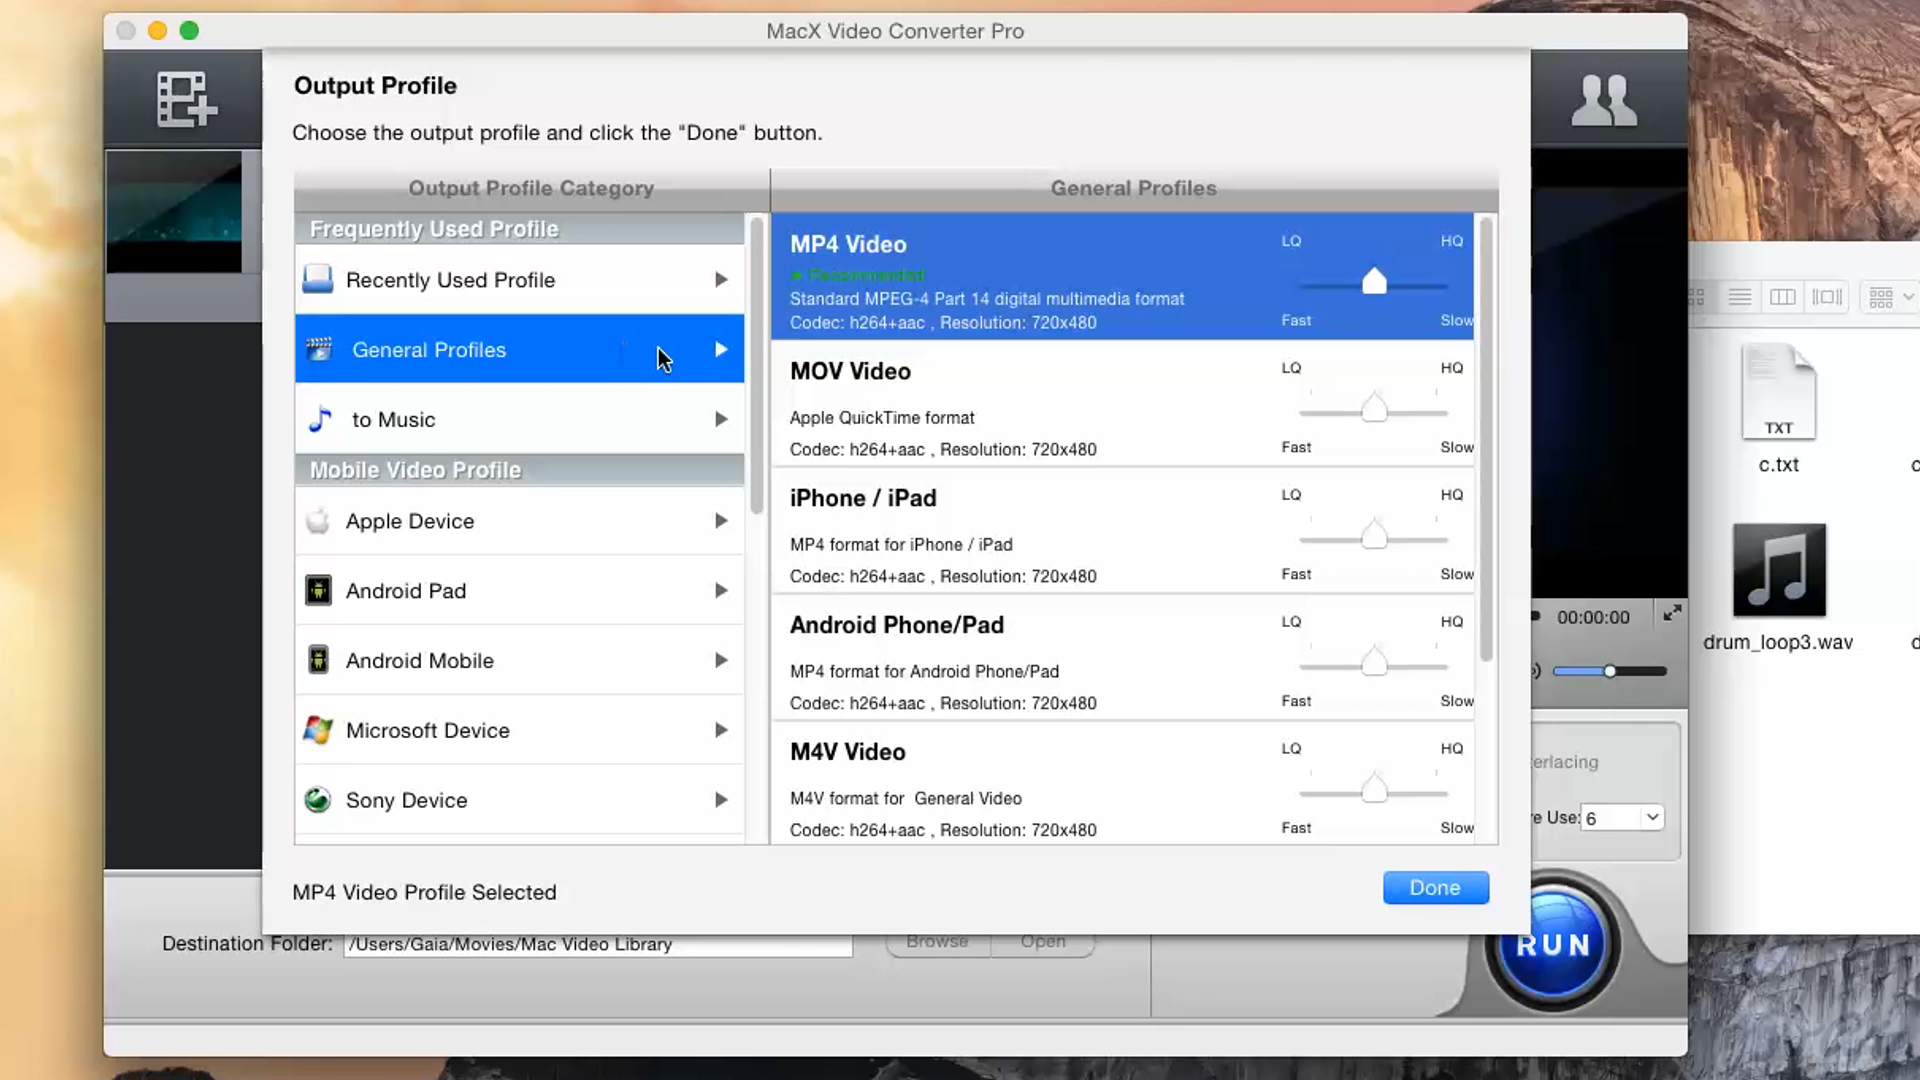 MacX Video Converter Pro
Output Profile
Choose the output profile and click the "Done" button.
Output Profile Category
General Profiles
Frequently Used Profile
Recently Used Profile
General Profiles
to Music
Mobile Video Profile
Apple Device
Android Pad
Android Mobile
Microsoft Device
Sony Device
MP4 Video
LQ
HQ
► Recommended
Standard MPEG-4 Part 14 digital multimedia format
Codec: h264+aac , Resolution: 720x480
Fast
Slow
MOV Video
LQ
HQ
Apple QuickTime format
Codec: h264+aac , Resolution: 720x480
Fast
Slow
iPhone / iPad
LQ
HQ
MP4 format for iPhone / iPad
Codec: h264+aac , Resolution: 720x480
Fast
Slow
Android Phone/Pad
LQ
HQ
MP4 format for Android Phone/Pad
Codec: h264+aac , Resolution: 720x480
Fast
Slow
M4V Video
LQ
HQ
M4V format for  General Video
Codec: h264+aac , Resolution: 720x480
Fast
Slow
MP4 Video Profile Selected
Done
Destination Folder: /Users/Gaia/Movies/Mac Video Library
Browse
Open
RUN
00:00:00
erlacing
e Use: 6
TXT
c.txt
drum_loop3.wav